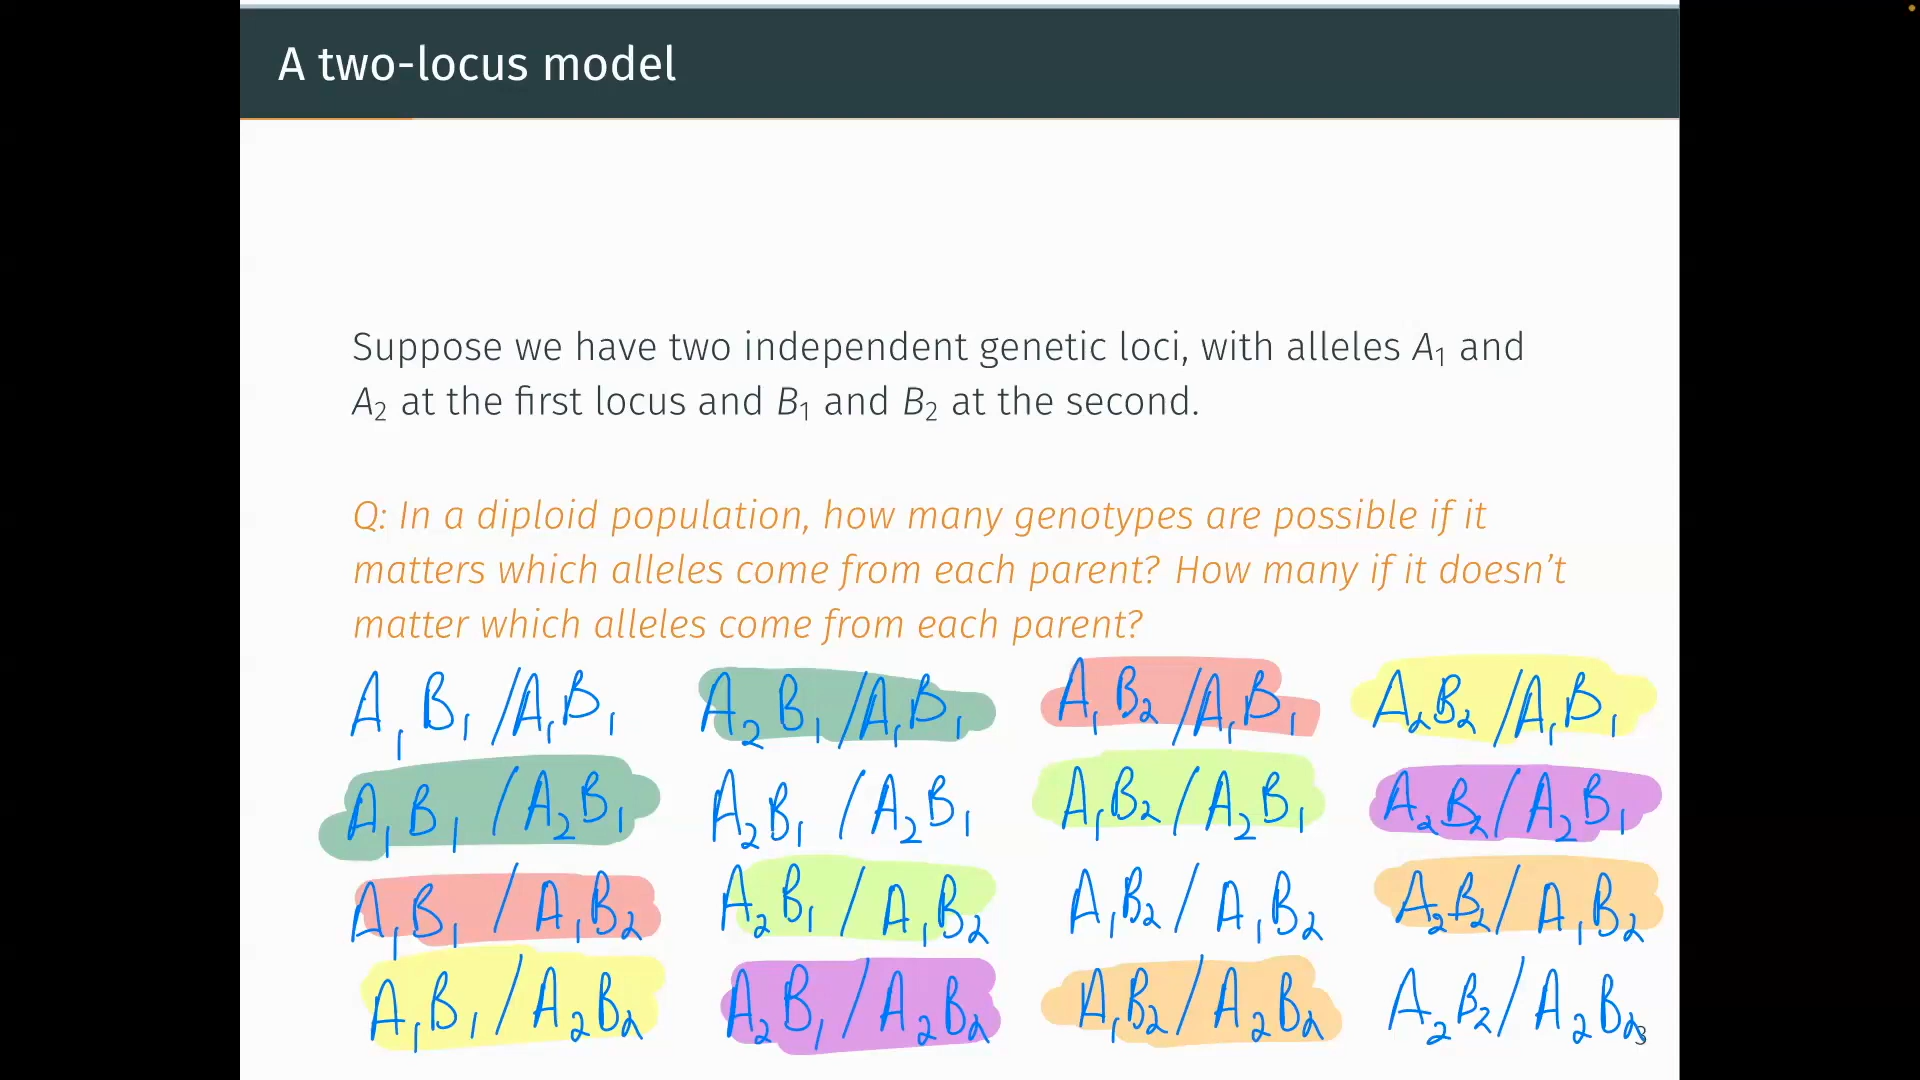 A two-locus model
Suppose we have two independent genetic loci, with alleles A₁ and
A₂ at the first locus and B₁ and B₂ at the second.
Q: In a diploid population, how many genotypes are possible if it
matters which alleles come from each parent? How many if it doesn't
matter which alleles come from each parent?
A₁B₁/A₁B₁ A₂B₁/A₁B₁ A₁B₂/A₁B₁ A₂B₂/A₁B₁
A₁B₁/A₂B₁ A₂B₁/A₂B₁ A₁B₂/A₂B₁ A₂B₂/A₂B₁
A₁B₁/A₁B₂ A₂B₁/A₁B₂ A₁B₂/A₁B₂ A₂B₂/A₁B₂
A₁B₁/A₂B₂ A₂B₁/A₂B₂ A₁B₂/A₂B₂ A₂B₂/A₂B₂
3